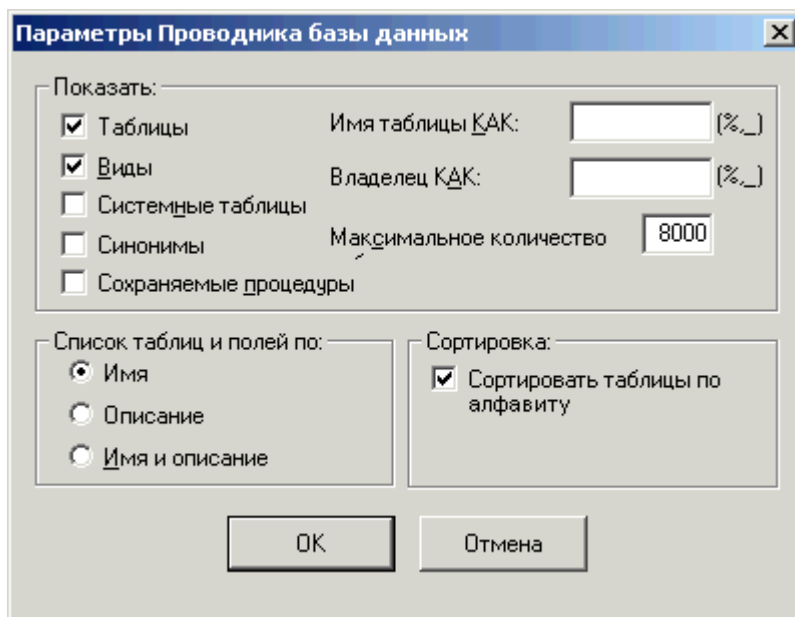 Параметры Проводника базы данных
Показать:
Таблицы
Имя таблицы КАК:
(%,_)
Виды
Владелец КАК:
(%,_)
Системные таблицы
Синонимы
Максимальное количество
8000
Сохраняемые процедуры
Список таблиц и полей по:
Имя
Описание
Имя и описание
Сортировка:
Сортировать таблицы по
алфавиту
OK
Отмена